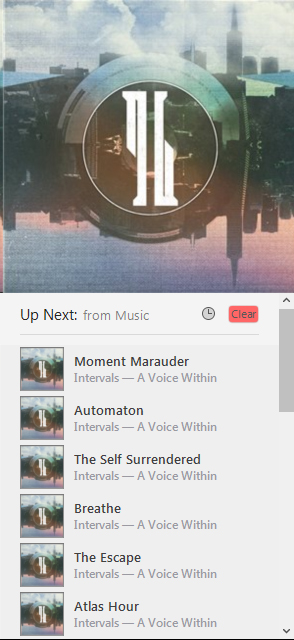 Up Next: from Music Clear
Moment Marauder
Intervals — A Voice Within
Automaton
Intervals — A Voice Within
The Self Surrendered
Intervals — A Voice Within
Breathe
Intervals — A Voice Within
The Escape
Intervals — A Voice Within
Atlas Hour
Intervals — A Voice Within